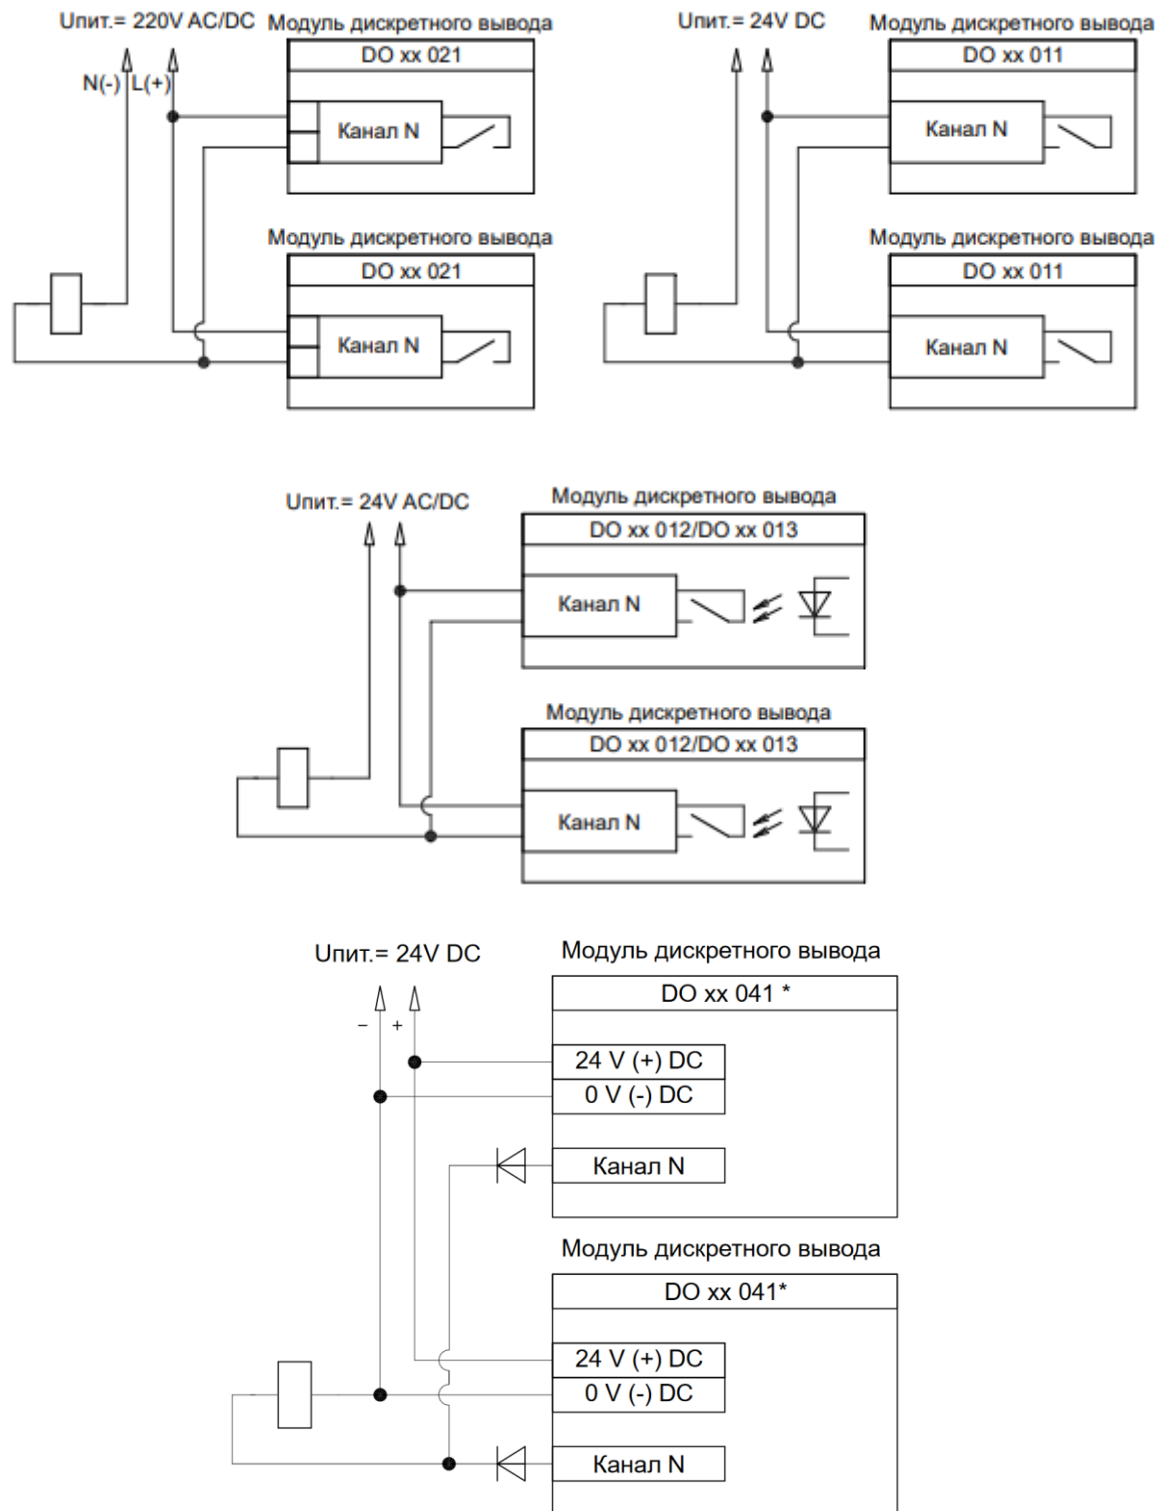 Uпит.= 220V AC/DC
Модуль дискретного вывода
DO xx 021
N(-)
L(+)
Канал N
Модуль дискретного вывода
DO xx 021
Канал N
Uпит.= 24V DC
Модуль дискретного вывода
DO xx 011
Канал N
Модуль дискретного вывода
DO xx 011
Канал N
Uпит.= 24V AC/DC
Модуль дискретного вывода
DO xx 012/DO xx 013
Канал N
Модуль дискретного вывода
DO xx 012/DO xx 013
Канал N
Uпит.= 24V DC
Модуль дискретного вывода
DO xx 041 *
− +
24 V (+) DC
0 V (-) DC
Канал N
Модуль дискретного вывода
DO xx 041*
24 V (+) DC
0 V (-) DC
Канал N